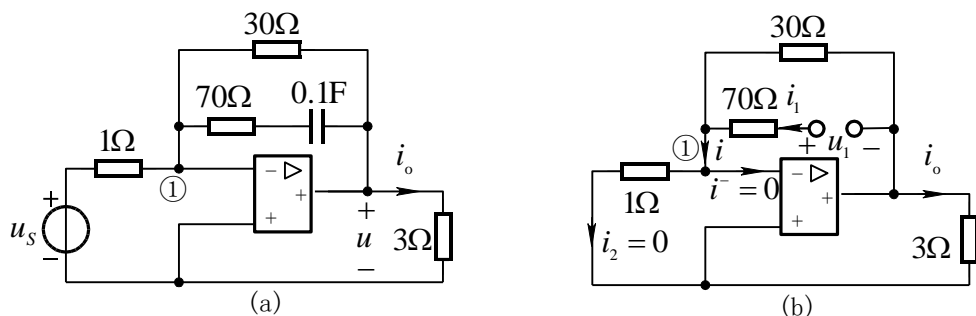 30Ω
70Ω
0.1F
1Ω
①
−
▷
+
+
i_o
+
u_S
−
+
u
−
3Ω
(a)
30Ω
70Ω
i_1
①
i
+
u_1
−
i_o
1Ω
i^- = 0
−
▷
+
+
i_2 = 0
3Ω
(b)